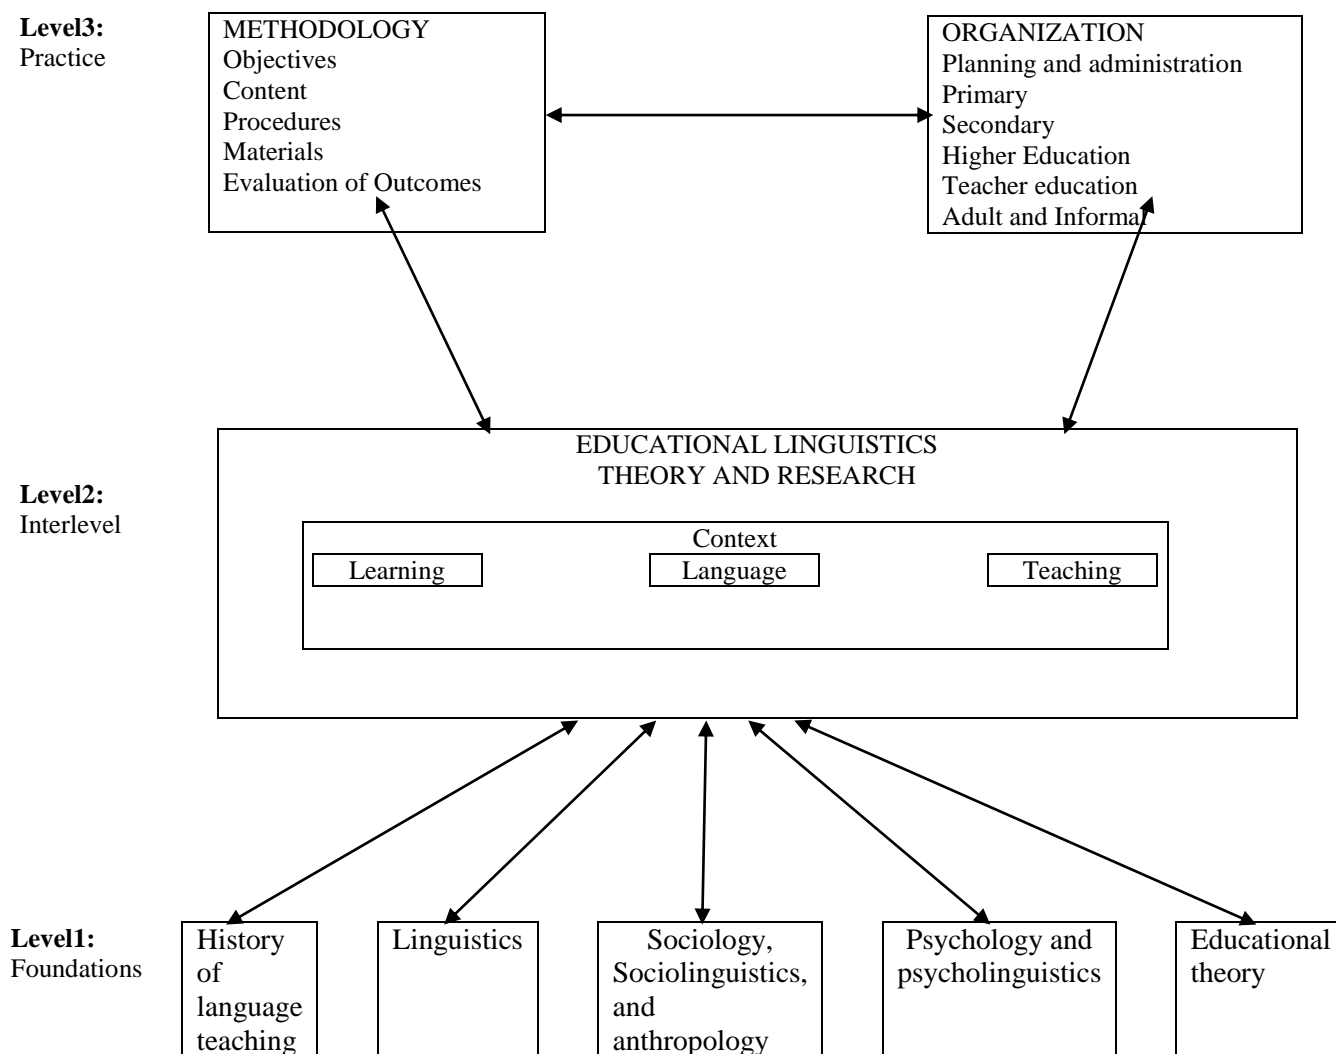 Level3:
Practice
METHODOLOGY
Objectives
Content
Procedures
Materials
Evaluation of Outcomes
ORGANIZATION
Planning and administration
Primary
Secondary
Higher Education
Teacher education
Adult and Informal
Level2:
Interlevel
EDUCATIONAL LINGUISTICS
THEORY AND RESEARCH
Context
Learning
Language
Teaching
Level1:
Foundations
History
of
language
teaching
Linguistics
Sociology,
Sociolinguistics,
and
anthropology
Psychology and
psycholinguistics
Educational
theory